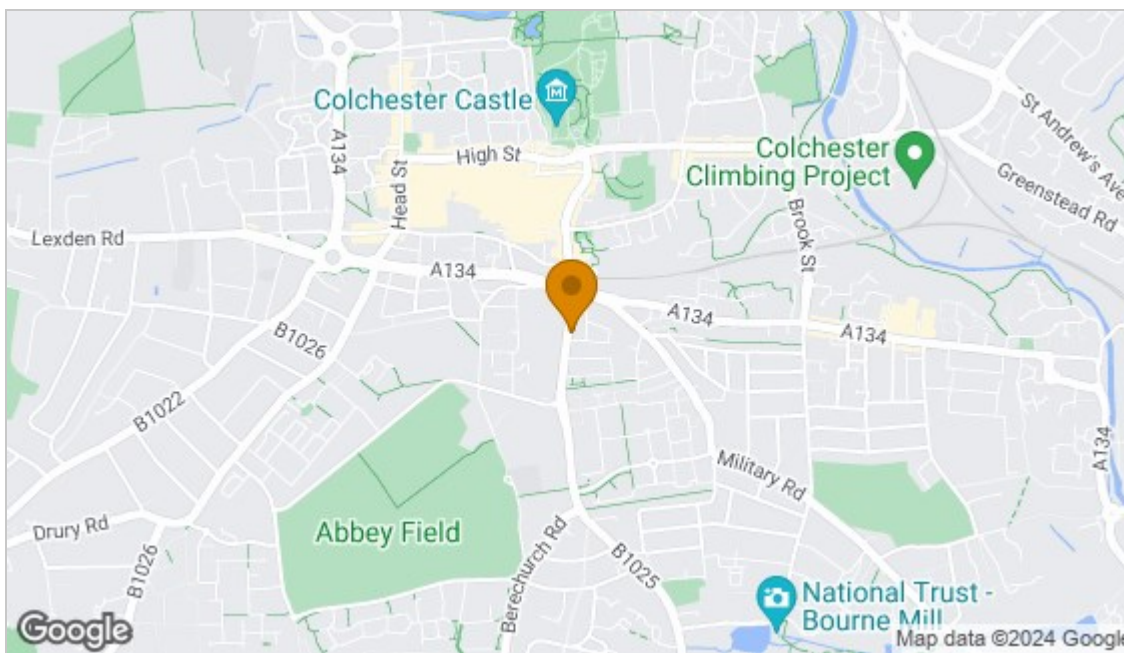 Colchester Castle
High St
A134
Head St
Colchester
Climbing Project
St Andrew's Ave
Greenstead Rd
Brook St
Lexden Rd
A134
A134
A134
B1026
B1022
A134
Military Rd
Drury Rd
B1026
Abbey Field
Berechurch Rd
B1025
National Trust -
Bourne Mill
Google
Map data ©2024 Google